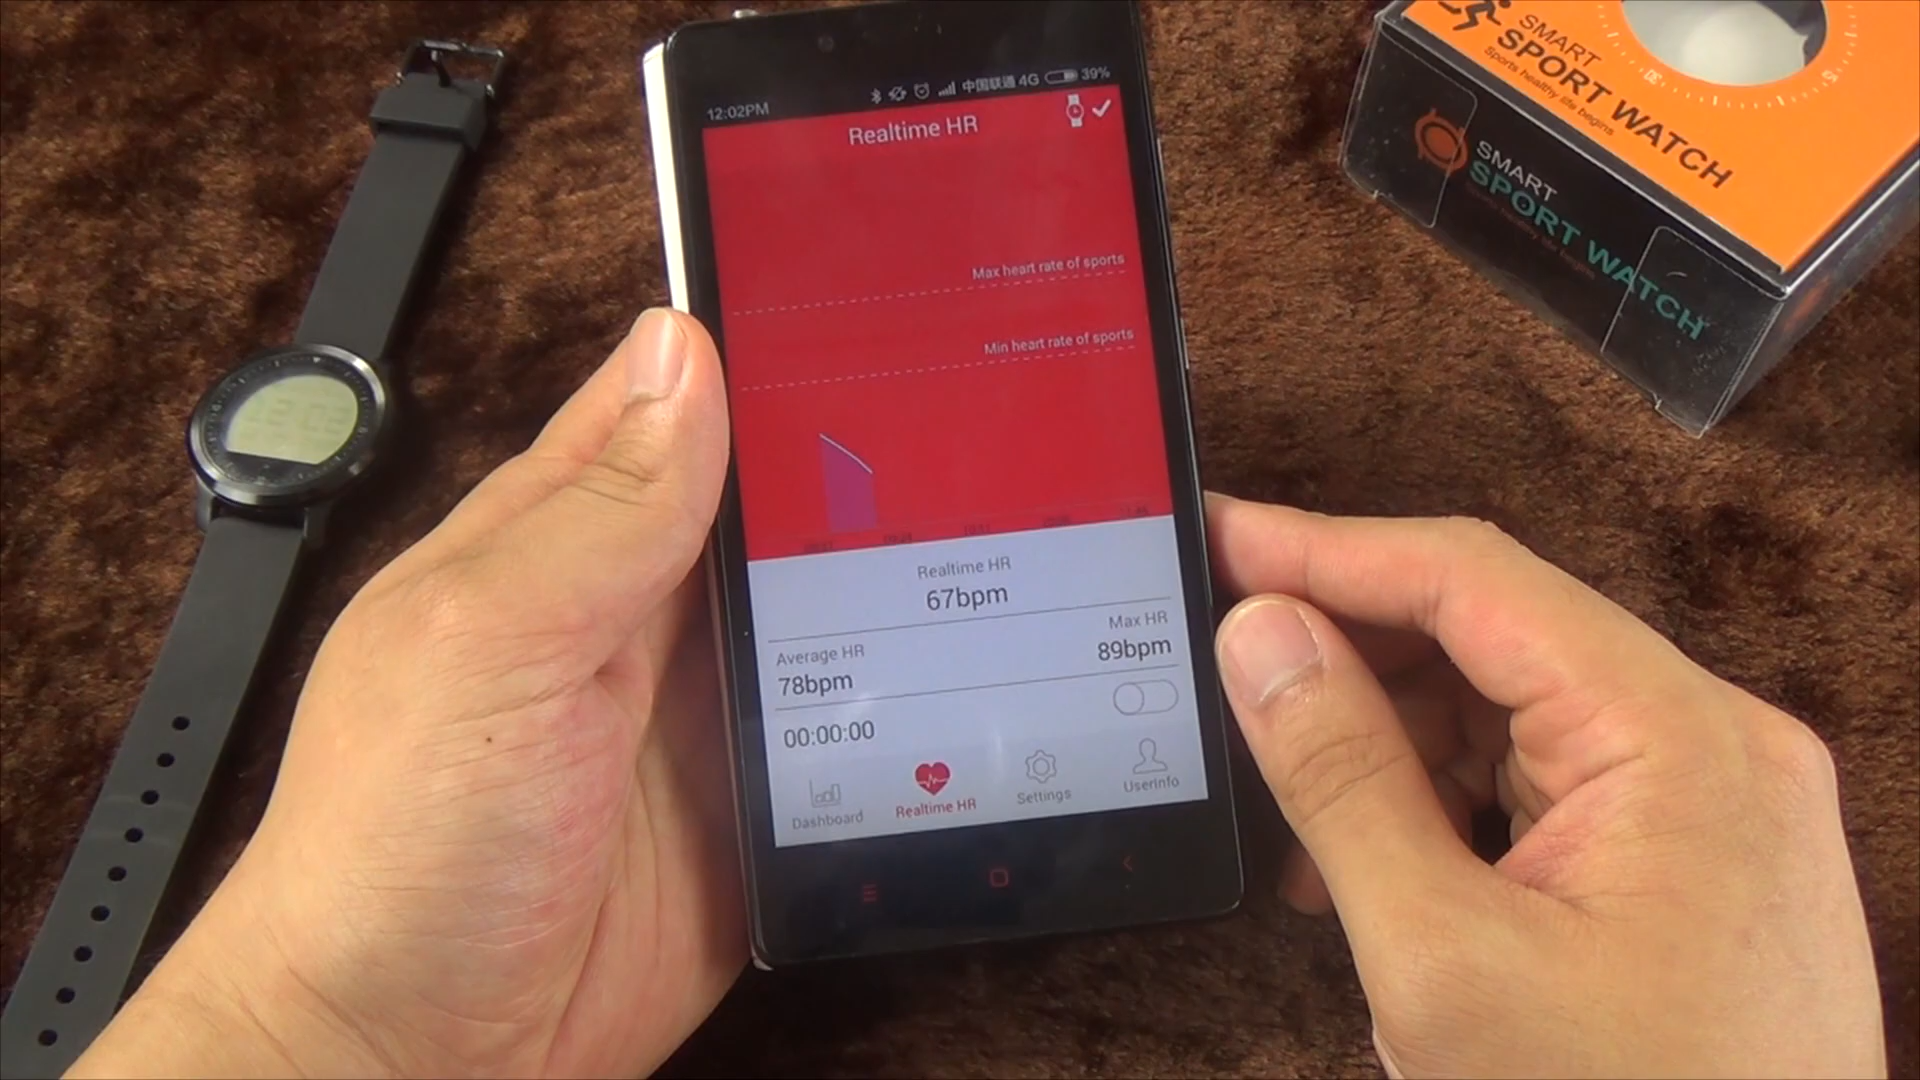 12:02PM
中国联通 4G 39%
Realtime HR
Max heart rate of sports
Min heart rate of sports
Realtime HR
67bpm
Average HR
Max HR
78bpm
89bpm
00:00:00
Dashboard
Realtime HR
Settings
Userinfo
SMART
SPORT WATCH
sports healthy life begins
SMART
SPORT WATCH